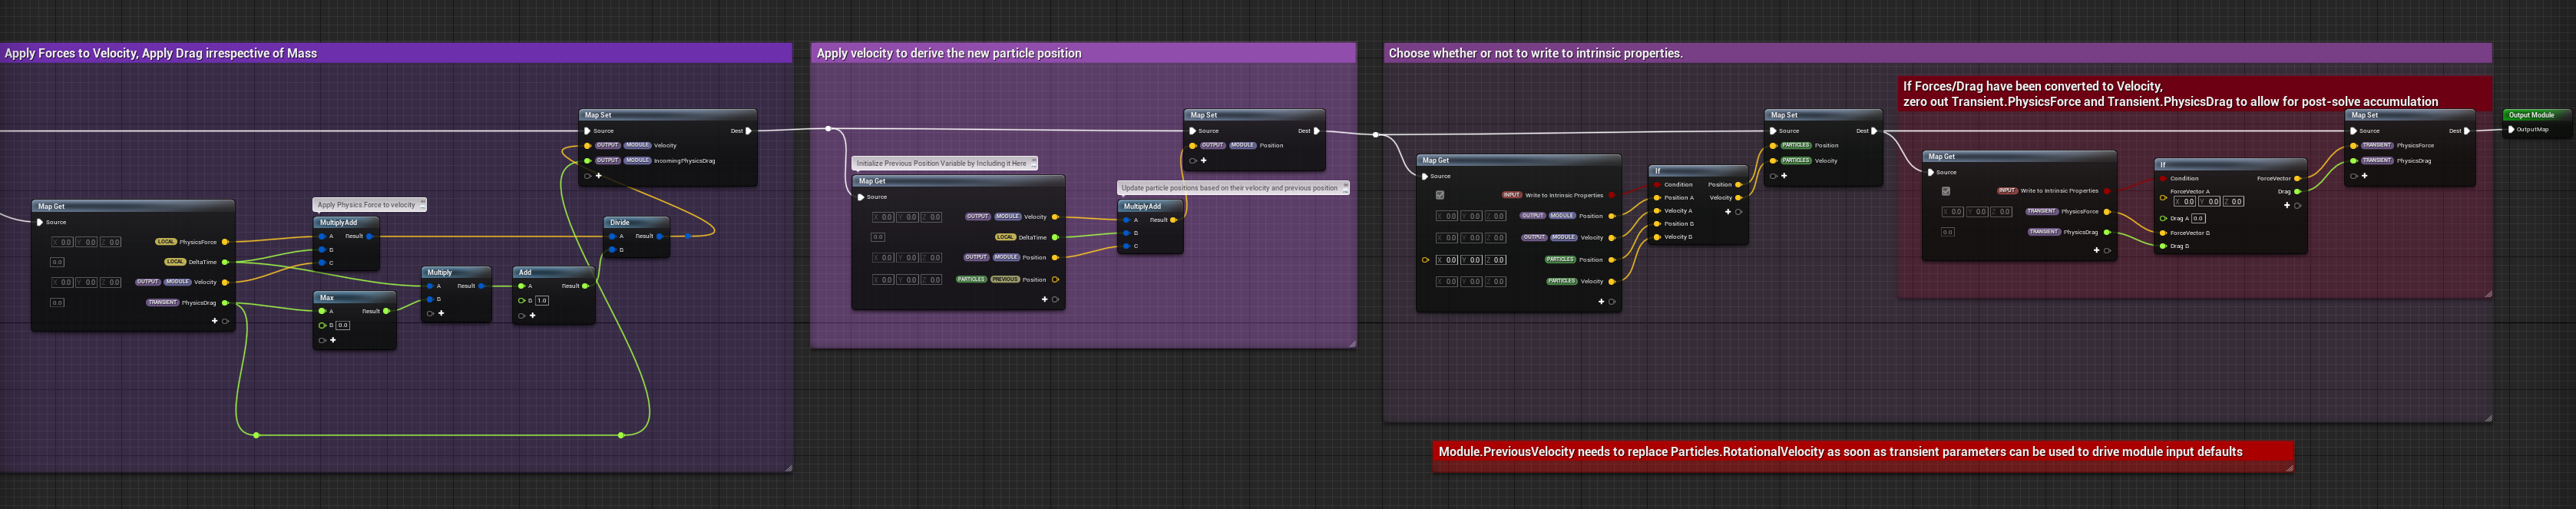 Apply Forces to Velocity, Apply Drag irrespective of Mass
Map Set
Source
Dest
OUTPUT MODULE Velocity
OUTPUT MODULE IncomingPhysicsDrag
Map Get
Source
X 0.0 Y 0.0 Z 0.0 LOCAL PhysicsForce
0.0 LOCAL DeltaTime
X 0.0 Y 0.0 Z 0.0 OUTPUT MODULE Velocity
0.0 TRANSIENT PhysicsDrag
Apply Physics Force to velocity
MultiplyAdd
A Result
B
C
Max
A Result
B 0.0
Multiply
A Result
B
Add
A Result
B 1.0
Divide
A Result
B
Apply velocity to derive the new particle position
Initialize Previous Position Variable by Including it Here
Map Get
Source
X 0.0 Y 0.0 Z 0.0 OUTPUT MODULE Velocity
0.0 LOCAL DeltaTime
X 0.0 Y 0.0 Z 0.0 OUTPUT MODULE Position
X 0.0 Y 0.0 Z 0.0 PARTICLES PREVIOUS Position
Update particle positions based on their velocity and previous position
MultiplyAdd
A Result
B
C
Map Set
Source Dest
OUTPUT MODULE Position
Choose whether or not to write to intrinsic properties.
Map Get
Source
INPUT Write to Intrinsic Properties
X 0.0 Y 0.0 Z 0.0 OUTPUT MODULE Position
X 0.0 Y 0.0 Z 0.0 OUTPUT MODULE Velocity
X 0.0 Y 0.0 Z 0.0 PARTICLES Position
X 0.0 Y 0.0 Z 0.0 PARTICLES Velocity
If
Condition Position
Position A Velocity
Velocity A
Position B
Velocity B
Map Set
Source Dest
PARTICLES Position
PARTICLES Velocity
If Forces/Drag have been converted to Velocity,
zero out Transient.PhysicsForce and Transient.PhysicsDrag to allow for post-solve accumulation
Map Get
Source
INPUT Write to Intrinsic Properties
X 0.0 Y 0.0 Z 0.0 TRANSIENT PhysicsForce
0.0 TRANSIENT PhysicsDrag
If
Condition ForceVector
ForceVector A Drag
X 0.0 Y 0.0 Z 0.0
Drag A 0.0
ForceVector B
Drag B
Map Set
Source Dest
TRANSIENT PhysicsForce
TRANSIENT PhysicsDrag
Output Module
OutputMap
Module.PreviousVelocity needs to replace Particles.RotationalVelocity as soon as transient parameters can be used to drive module input defaults